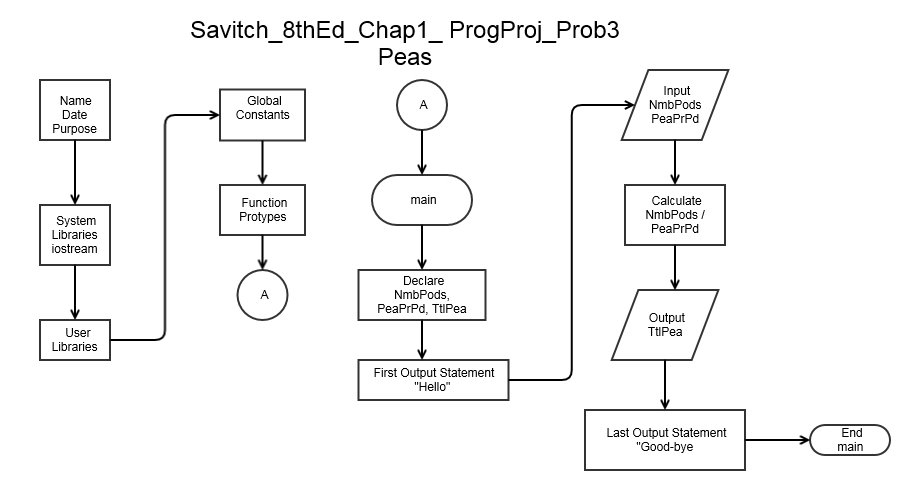 Savitch_8thEd_Chap1_ ProgProj_Prob3
Peas
Name
Date
Purpose
System
Libraries
iostream
User
Libraries
Global
Constants
Function
Protypes
A
A
main
Declare
NmbPods,
PeaPrPd, TtlPea
First Output Statement
"Hello"
Input
NmbPods
PeaPrPd
Calculate
NmbPods /
PeaPrPd
Output
TtlPea
Last Output Statement
"Good-bye
End
main